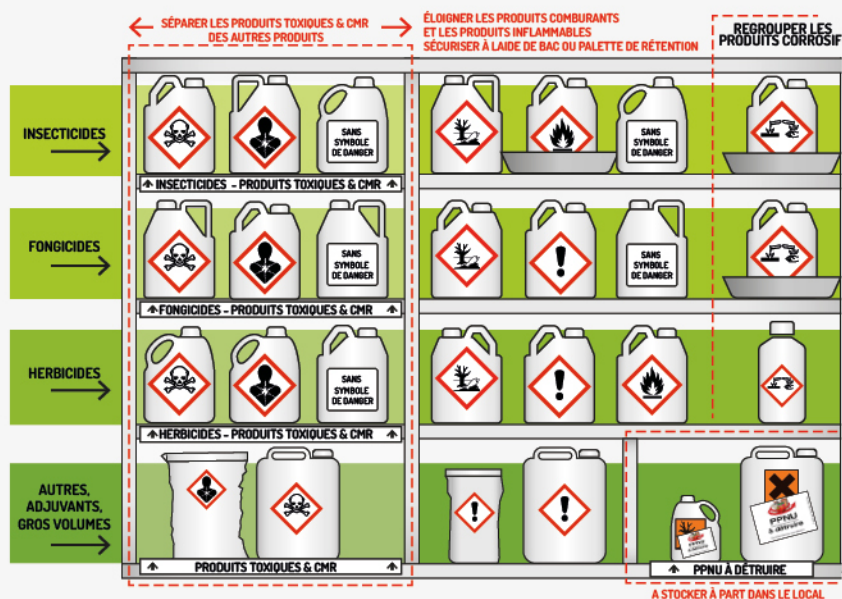 SÉPARER LES PRODUITS TOXIQUES & CMR
DES AUTRES PRODUITS
ÉLOIGNER LES PRODUITS COMBURANTS
ET LES PRODUITS INFLAMMABLES
SÉCURISER À LAIDE DE BAC OU PALETTE DE RÉTENTION
REGROUPER LES
PRODUITS CORROSIF
INSECTICIDES
SANS
SYMBOLE
DE DANGER
SANS
SYMBOLE
DE DANGER
INSECTICIDES - PRODUITS TOXIQUES & CMR
FONGICIDES
SANS
SYMBOLE
DE DANGER
SANS
SYMBOLE
DE DANGER
FONGICIDES - PRODUITS TOXIQUES & CMR
HERBICIDES
SANS
SYMBOLE
DE DANGER
HERBICIDES - PRODUITS TOXIQUES & CMR
AUTRES,
ADJUVANTS,
GROS VOLUMES
PPNU
à détruire
PPNU
à détruire
PRODUITS TOXIQUES & CMR
PPNU À DÉTRUIRE
A STOCKER À PART DANS LE LOCAL